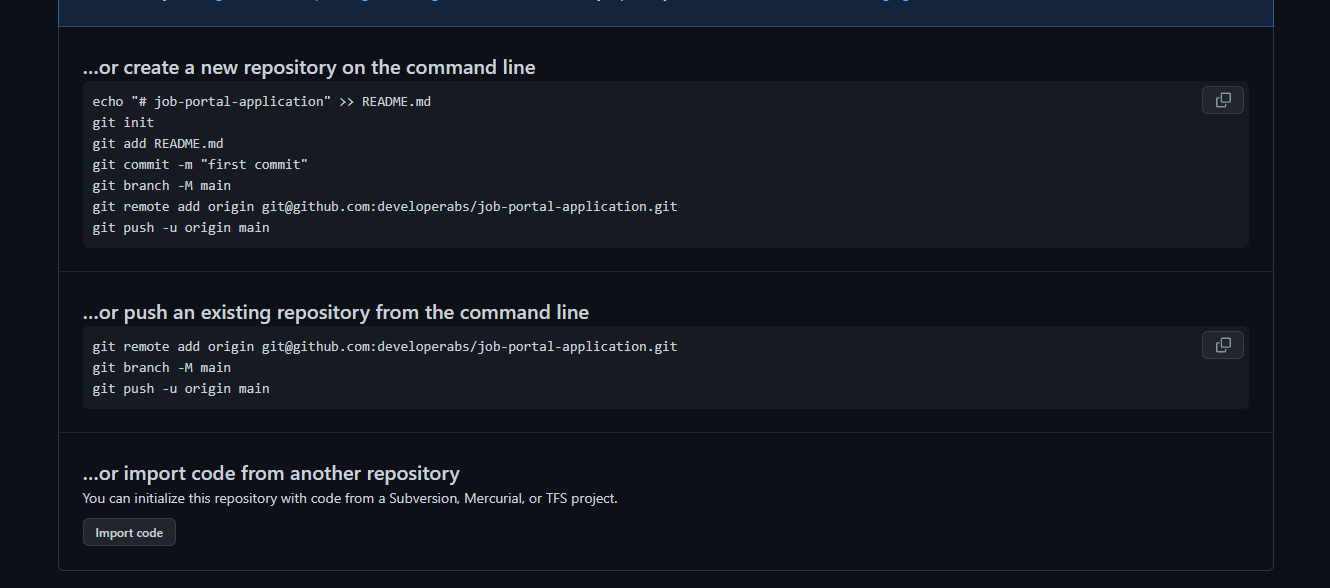 ...or create a new repository on the command line
echo "# job-portal-application" >> README.md
git init
git add README.md
git commit -m "first commit"
git branch -M main
git remote add origin git@github.com:developerabs/job-portal-application.git
git push -u origin main
...or push an existing repository from the command line
git remote add origin git@github.com:developerabs/job-portal-application.git
git branch -M main
git push -u origin main
...or import code from another repository
You can initialize this repository with code from a Subversion, Mercurial, or TFS project.
Import code